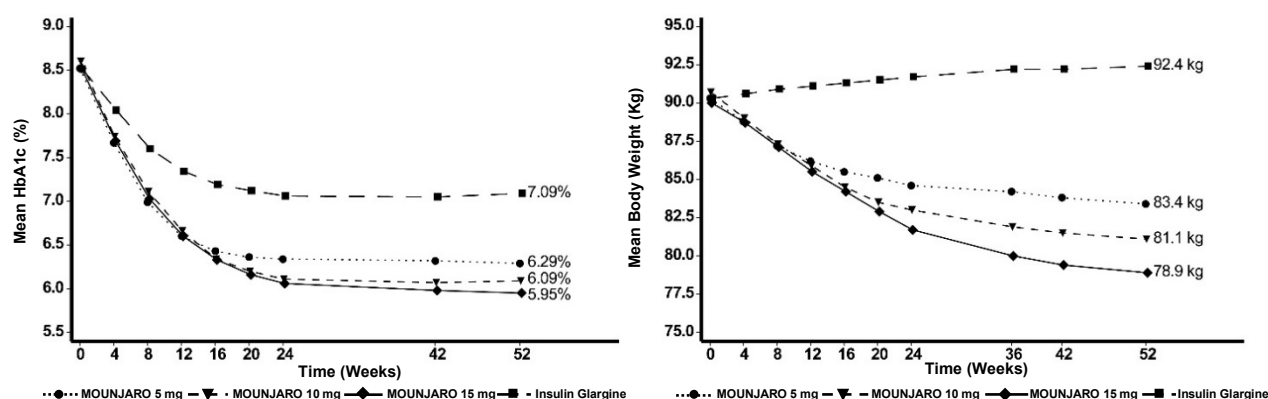 Mean HbA1c (%)
9.0
8.5
8.0
7.5
7.0
6.5
6.0
5.5
7.09%
6.29%
6.09%
5.95%
0 4 8 12 16 20 24 42 52
Time (Weeks)
MOUNJARO 5 mg MOUNJARO 10 mg MOUNJARO 15 mg Insulin Glargine
Mean Body Weight (Kg)
95.0
92.5
90.0
87.5
85.0
82.5
80.0
77.5
75.0
92.4 kg
83.4 kg
81.1 kg
78.9 kg
0 4 8 12 16 20 24 36 42 52
Time (Weeks)
MOUNJARO 5 mg MOUNJARO 10 mg MOUNJARO 15 mg Insulin Glargine